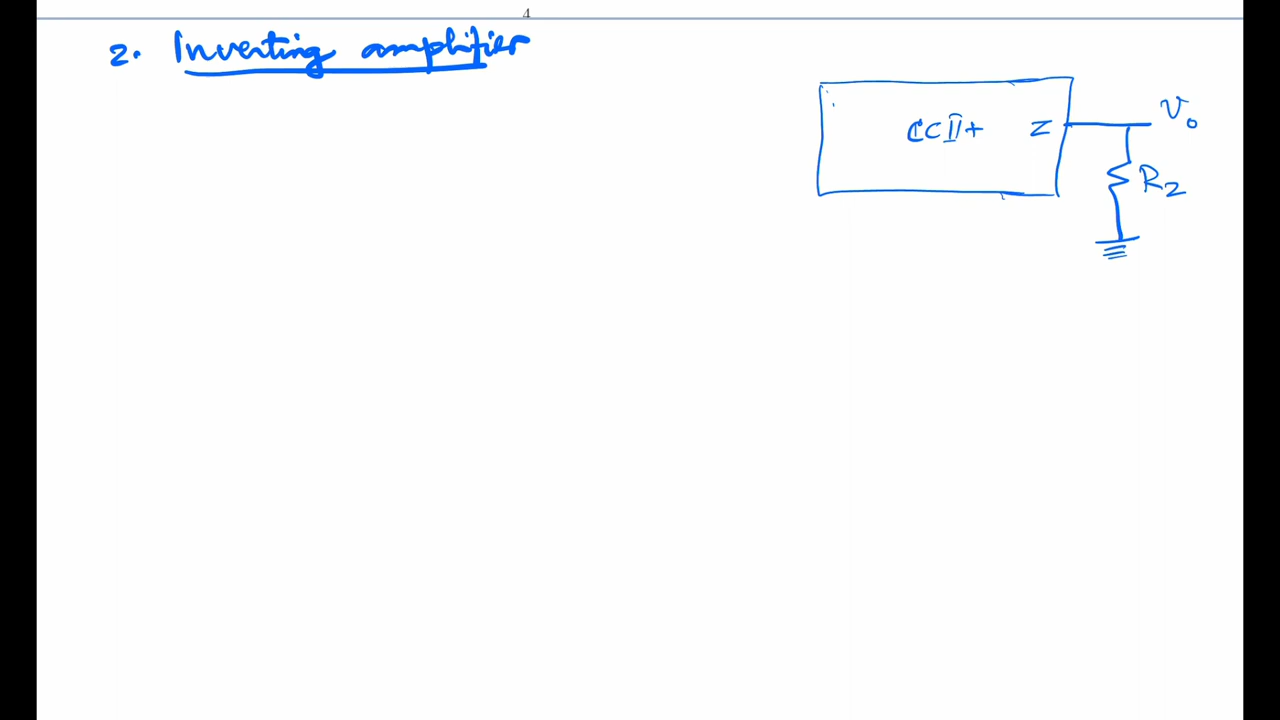 4
2. Inverting amplifier
CCII+ Z
V₀
R₂